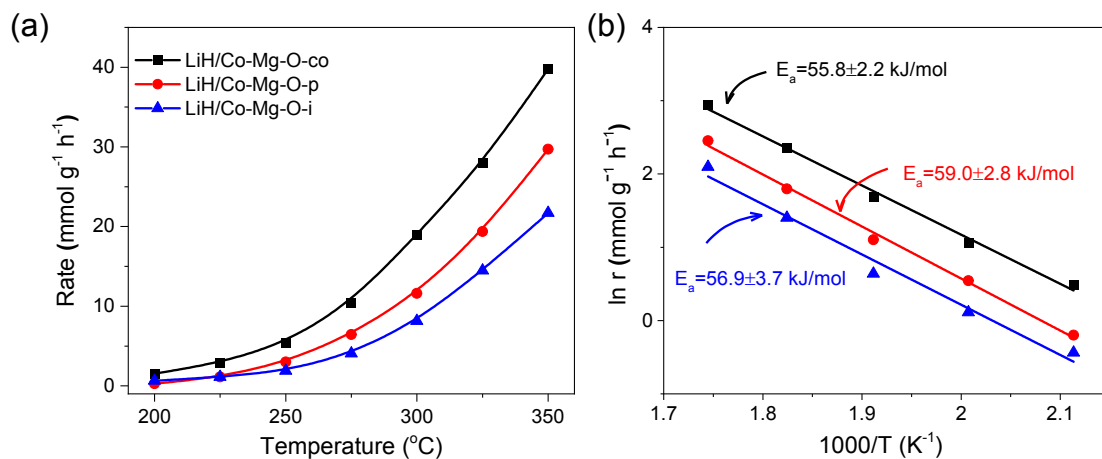 (a)
LiH/Co-Mg-O-co
LiH/Co-Mg-O-p
LiH/Co-Mg-O-i
Rate (mmol g⁻¹ h⁻¹)
40
30
20
10
0
200
250
300
350
Temperature (°C)
(b)
Eₐ=55.8±2.2 kJ/mol
Eₐ=59.0±2.8 kJ/mol
Eₐ=56.9±3.7 kJ/mol
ln r (mmol g⁻¹ h⁻¹)
4
2
0
1.7
1.8
1.9
2
2.1
1000/T (K⁻¹)